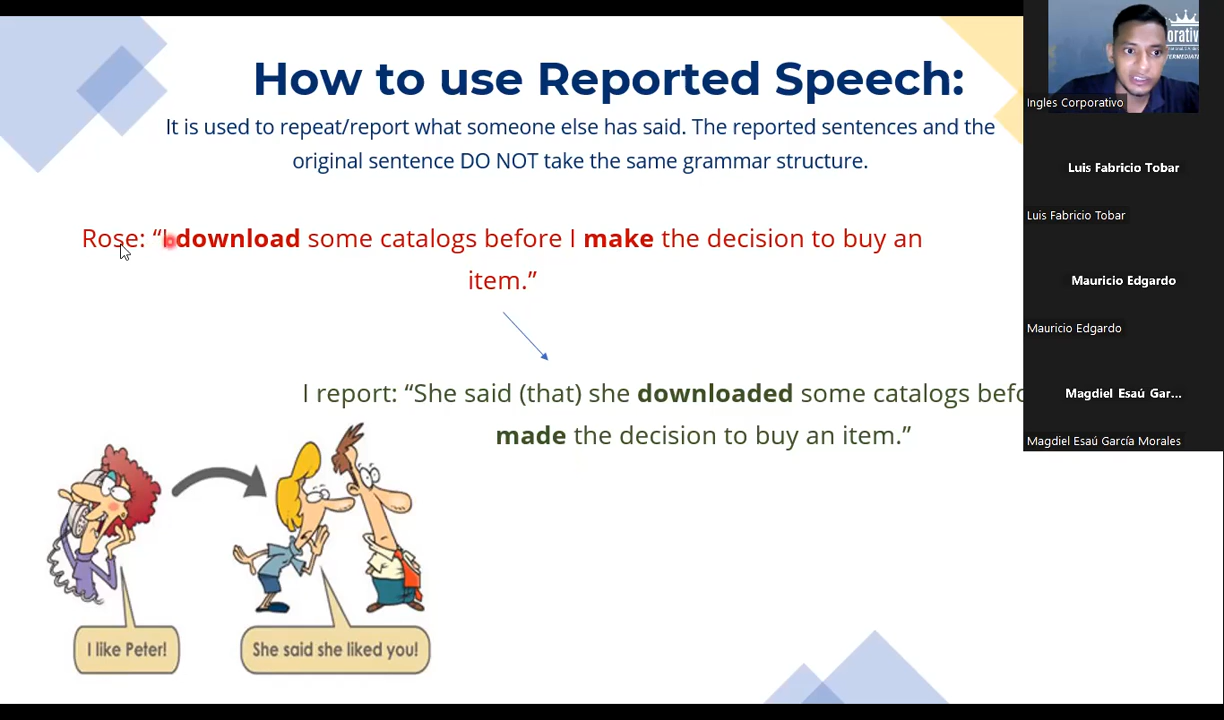 How to use Reported Speech:
It is used to repeat/report what someone else has said. The reported sentences and the
original sentence DO NOT take the same grammar structure.
Rose: “I download some catalogs before I make the decision to buy an
item.”
I report: “She said (that) she downloaded some catalogs befo
made the decision to buy an item.”
I like Peter!
She said she liked you!
Ingles Corporativo
Luis Fabricio Tobar
Luis Fabricio Tobar
Mauricio Edgardo
Mauricio Edgardo
Magdiel Esaú Gar...
Magdiel Esaú García Morales